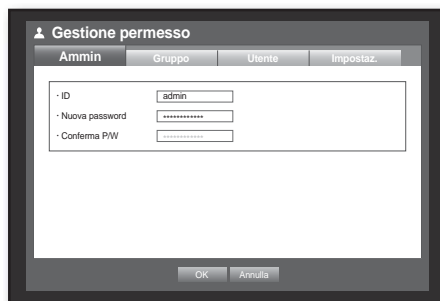 Gestione permesso
Ammin Gruppo Utente Impostaz.
· ID admin
· Nuova password ************
· Conferma P/W ************
OK Annulla